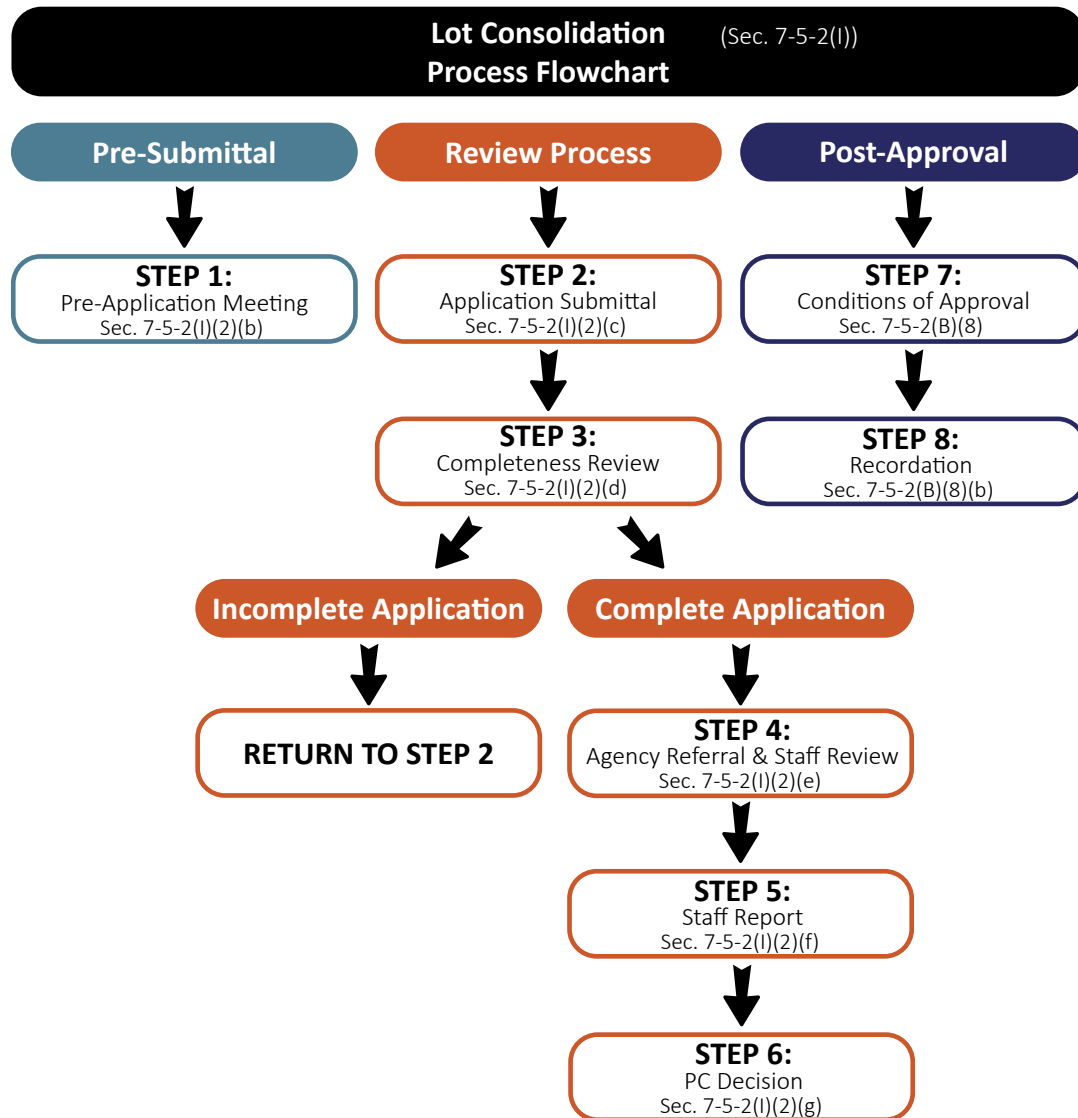 Lot Consolidation (Sec. 7-5-2(I))
Process Flowchart
Pre-Submittal
Review Process
Post-Approval
STEP 1:
Pre-Application Meeting
Sec. 7-5-2(I)(2)(b)
STEP 2:
Application Submittal
Sec. 7-5-2(I)(2)(c)
STEP 7:
Conditions of Approval
Sec. 7-5-2(B)(8)
STEP 3:
Completeness Review
Sec. 7-5-2(I)(2)(d)
STEP 8:
Recordation
Sec. 7-5-2(B)(8)(b)
Incomplete Application
Complete Application
RETURN TO STEP 2
STEP 4:
Agency Referral & Staff Review
Sec. 7-5-2(I)(2)(e)
STEP 5:
Staff Report
Sec. 7-5-2(I)(2)(f)
STEP 6:
PC Decision
Sec. 7-5-2(I)(2)(g)